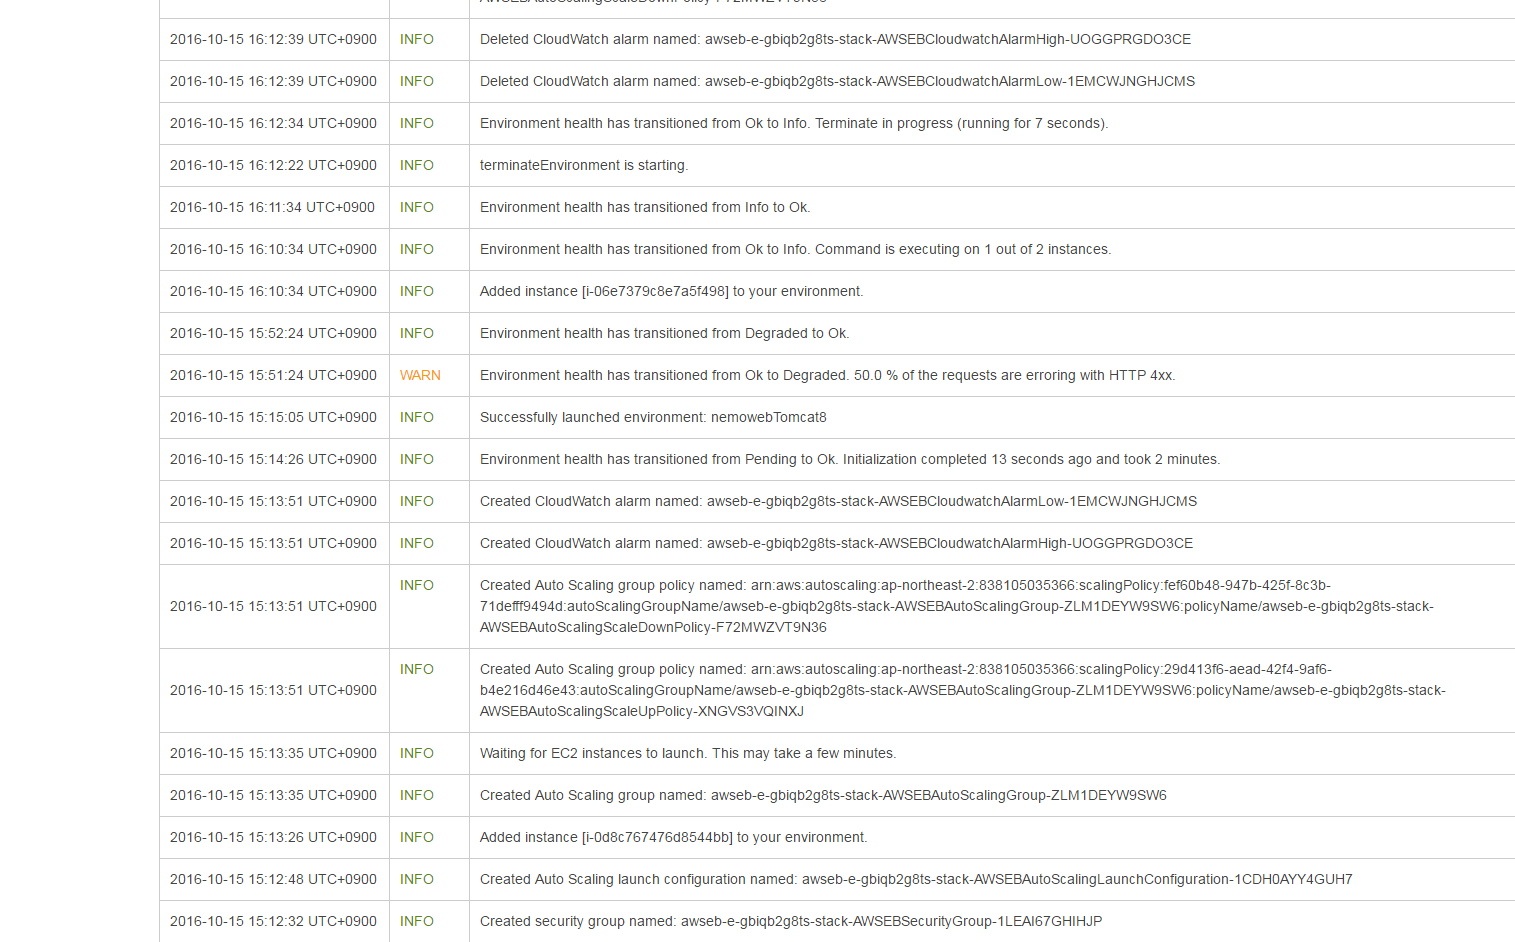 2016-10-15 16:12:39 UTC+0900 INFO Deleted CloudWatch alarm named: awseb-e-gbiqb2g8ts-stack-AWSEBCloudwatchAlarmHigh-UOGGPRGDO3CE
2016-10-15 16:12:39 UTC+0900 INFO Deleted CloudWatch alarm named: awseb-e-gbiqb2g8ts-stack-AWSEBCloudwatchAlarmLow-1EMCWJNGHJCMS
2016-10-15 16:12:34 UTC+0900 INFO Environment health has transitioned from Ok to Info. Terminate in progress (running for 7 seconds).
2016-10-15 16:12:22 UTC+0900 INFO terminateEnvironment is starting.
2016-10-15 16:11:34 UTC+0900 INFO Environment health has transitioned from Info to Ok.
2016-10-15 16:10:34 UTC+0900 INFO Environment health has transitioned from Ok to Info. Command is executing on 1 out of 2 instances.
2016-10-15 16:10:34 UTC+0900 INFO Added instance [i-06e7379c8e7a5f498] to your environment.
2016-10-15 15:52:24 UTC+0900 INFO Environment health has transitioned from Degraded to Ok.
2016-10-15 15:51:24 UTC+0900 WARN Environment health has transitioned from Ok to Degraded. 50.0 % of the requests are erroring with HTTP 4xx.
2016-10-15 15:15:05 UTC+0900 INFO Successfully launched environment: nemowebTomcat8
2016-10-15 15:14:26 UTC+0900 INFO Environment health has transitioned from Pending to Ok. Initialization completed 13 seconds ago and took 2 minutes.
2016-10-15 15:13:51 UTC+0900 INFO Created CloudWatch alarm named: awseb-e-gbiqb2g8ts-stack-AWSEBCloudwatchAlarmLow-1EMCWJNGHJCMS
2016-10-15 15:13:51 UTC+0900 INFO Created CloudWatch alarm named: awseb-e-gbiqb2g8ts-stack-AWSEBCloudwatchAlarmHigh-UOGGPRGDO3CE
2016-10-15 15:13:51 UTC+0900 INFO Created Auto Scaling group policy named: arn:aws:autoscaling:ap-northeast-2:838105035366:scalingPolicy:fef60b48-947b-425f-8c3b-
71defff9494d:autoScalingGroupName/awseb-e-gbiqb2g8ts-stack-AWSEBAutoScalingGroup-ZLM1DEYW9SW6:policyName/awseb-e-gbiqb2g8ts-stack-
AWSEBAutoScalingScaleDownPolicy-F72MWZVT9N36
2016-10-15 15:13:51 UTC+0900 INFO Created Auto Scaling group policy named: arn:aws:autoscaling:ap-northeast-2:838105035366:scalingPolicy:29d413f6-aead-42f4-9af6-
b4e216d46e43:autoScalingGroupName/awseb-e-gbiqb2g8ts-stack-AWSEBAutoScalingGroup-ZLM1DEYW9SW6:policyName/awseb-e-gbiqb2g8ts-stack-
AWSEBAutoScalingScaleUpPolicy-XNGVS3VQINXJ
2016-10-15 15:13:35 UTC+0900 INFO Waiting for EC2 instances to launch. This may take a few minutes.
2016-10-15 15:13:35 UTC+0900 INFO Created Auto Scaling group named: awseb-e-gbiqb2g8ts-stack-AWSEBAutoScalingGroup-ZLM1DEYW9SW6
2016-10-15 15:13:26 UTC+0900 INFO Added instance [i-0d8c767476d8544bb] to your environment.
2016-10-15 15:12:48 UTC+0900 INFO Created Auto Scaling launch configuration named: awseb-e-gbiqb2g8ts-stack-AWSEBAutoScalingLaunchConfiguration-1CDH0AYY4GUH7
2016-10-15 15:12:32 UTC+0900 INFO Created security group named: awseb-e-gbiqb2g8ts-stack-AWSEBSecurityGroup-1LEAI67GHIHJP